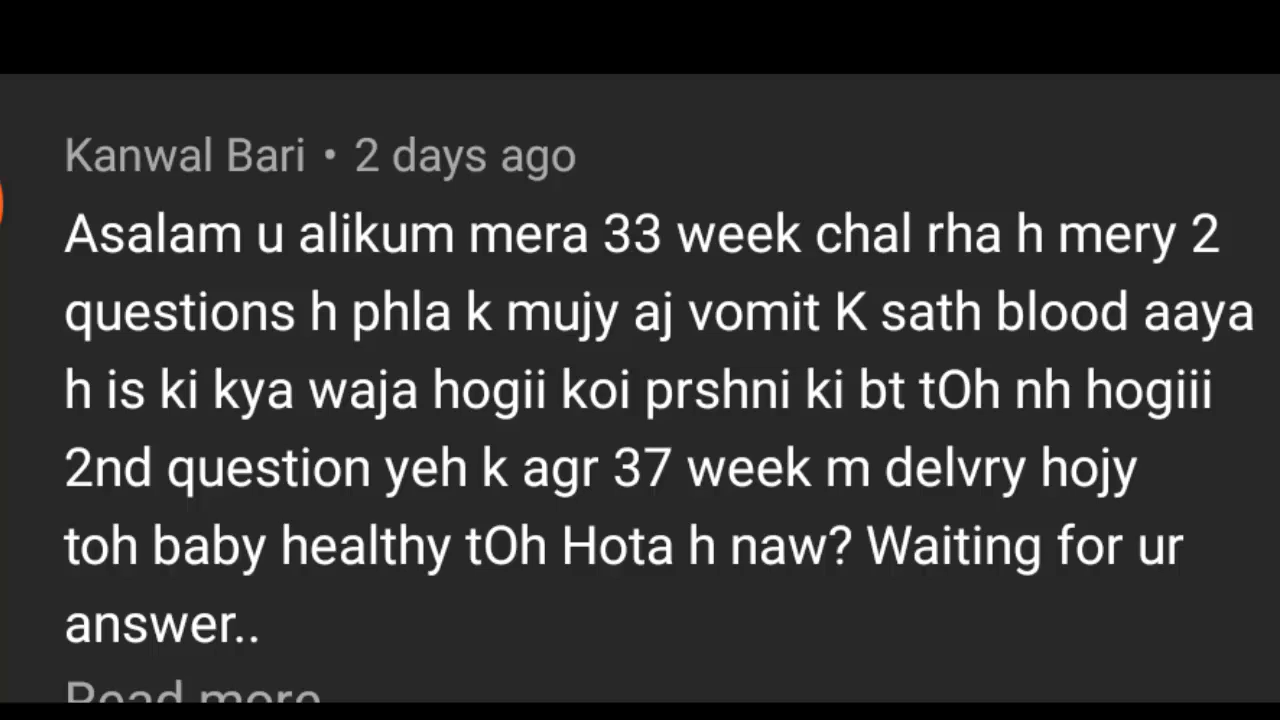 Kanwal Bari • 2 days ago
Asalam u alikum mera 33 week chal rha h mery 2
questions h phla k mujy aj vomit K sath blood aaya
h is ki kya waja hogii koi prshni ki bt tOh nh hogiii
2nd question yeh k agr 37 week m delvry hojy
toh baby healthy tOh Hota h naw? Waiting for ur
answer..
Read more